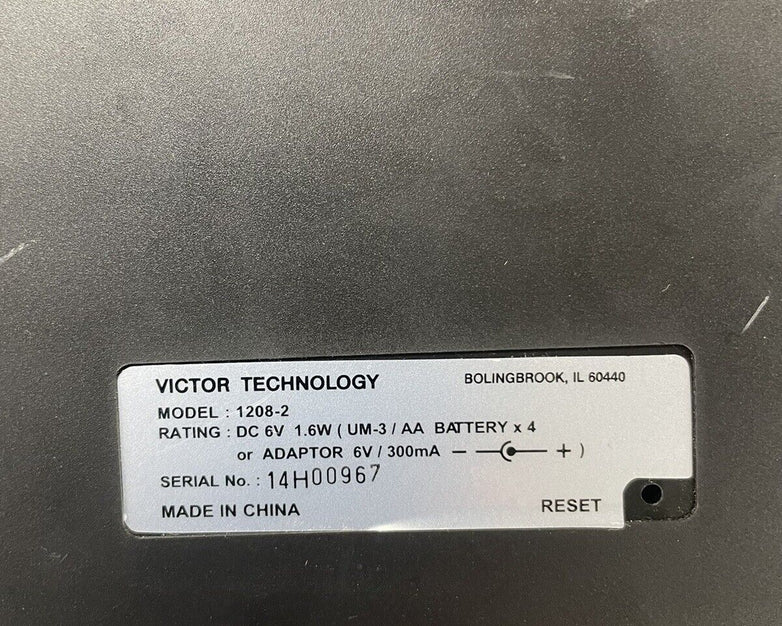 VICTOR TECHNOLOGY BOLINGBROOK, IL 60440
MODEL : 1208-2
RATING : DC 6V 1.6W ( UM-3 / AA BATTERY x 4
or ADAPTOR 6V / 300mA − + )
SERIAL No. : 14H00967
MADE IN CHINA RESET